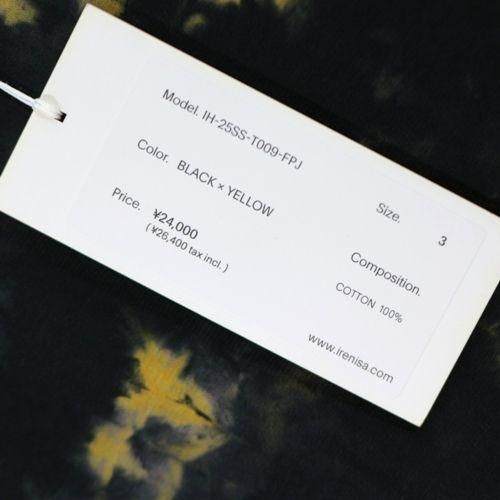 Model. IH-25SS-T009-FPJ
Color. BLACK × YELLOW
Size. 3
Price. ¥24,000
(¥26,400 tax incl.)
Composition.
COTTON 100%
www.irenisa.com